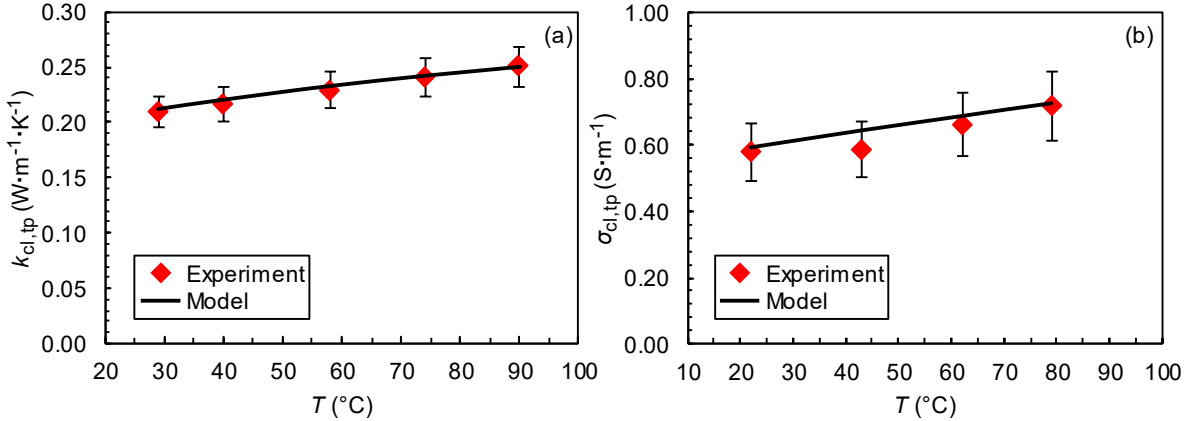 (a)
k_cl,tp (W·m⁻¹·K⁻¹)
0.30
0.25
0.20
0.15
0.10
0.05
0.00
Experiment
Model
20 30 40 50 60 70 80 90 100
T (°C)
(b)
σ_cl,tp (S·m⁻¹)
1.00
0.80
0.60
0.40
0.20
0.00
Experiment
Model
10 20 30 40 50 60 70 80 90 100
T (°C)